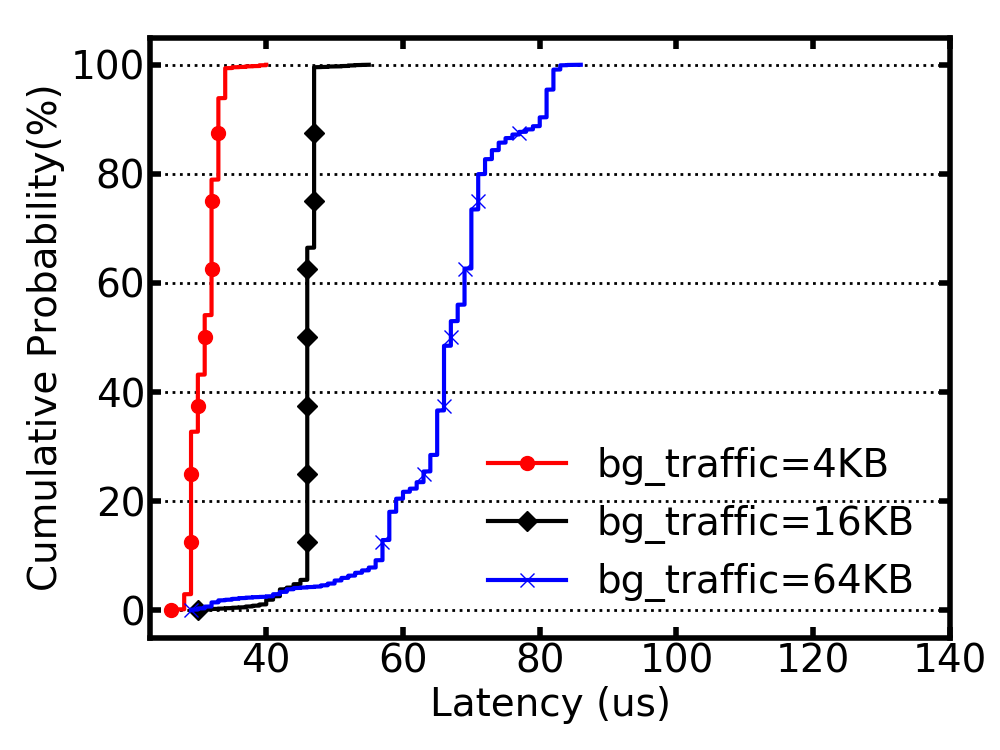 Cumulative Probability(%)
100
80
60
40
20
0
bg_traffic=4KB
bg_traffic=16KB
bg_traffic=64KB
40 60 80 100 120 140
Latency (us)